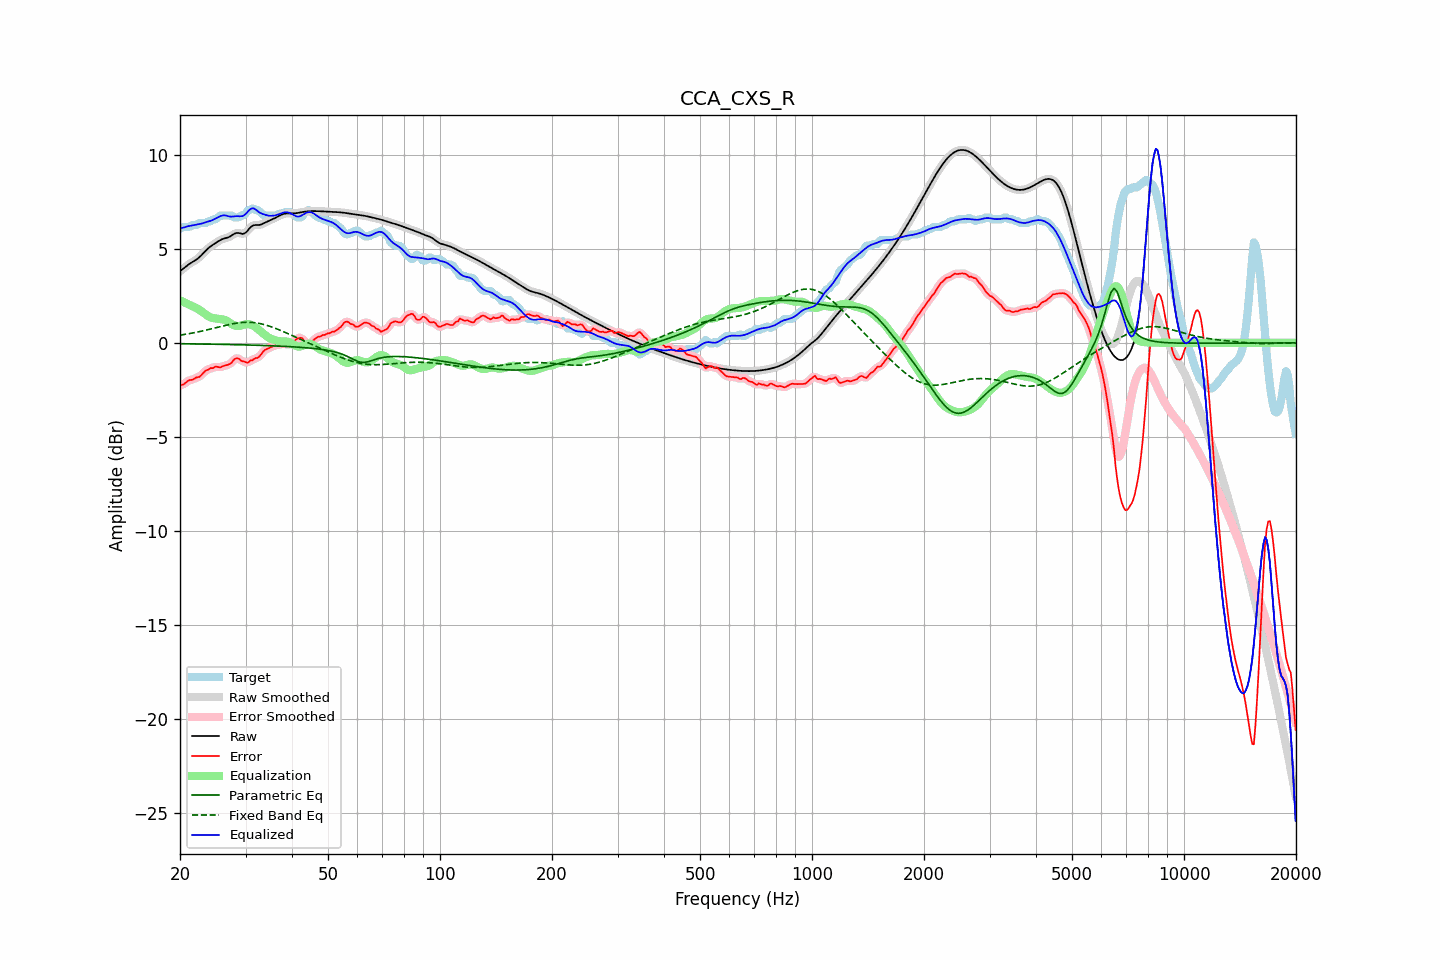 CCA_CXS_R
10
5
0
−5
−10
−15
−20
−25
Amplitude (dBr)
Target
Raw Smoothed
Error Smoothed
Raw
Error
Equalization
Parametric Eq
Fixed Band Eq
Equalized
20 50 100 200 500 1000 2000 5000 10000 20000
Frequency (Hz)